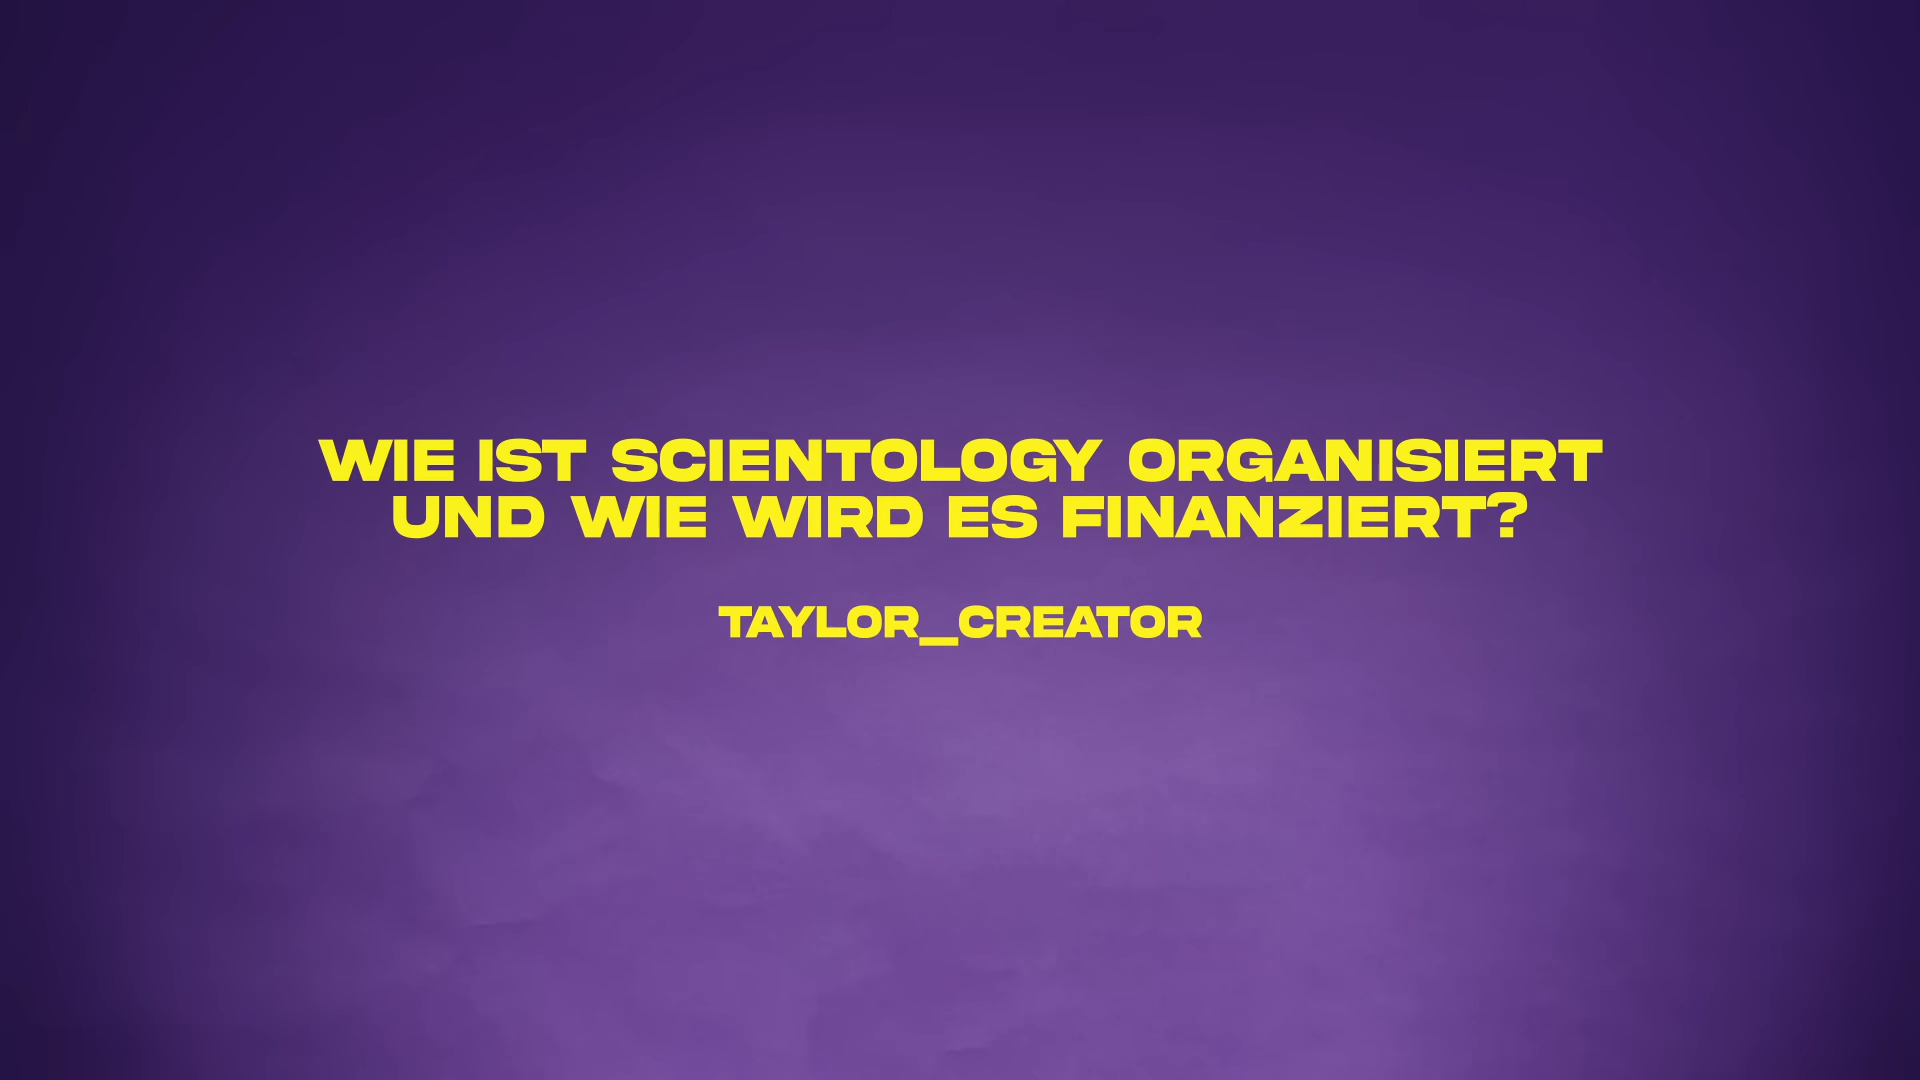 WIE IST SCIENTOLOGY ORGANISIERT
UND WIE WIRD ES FINANZIERT?
TAYLOR_CREATOR